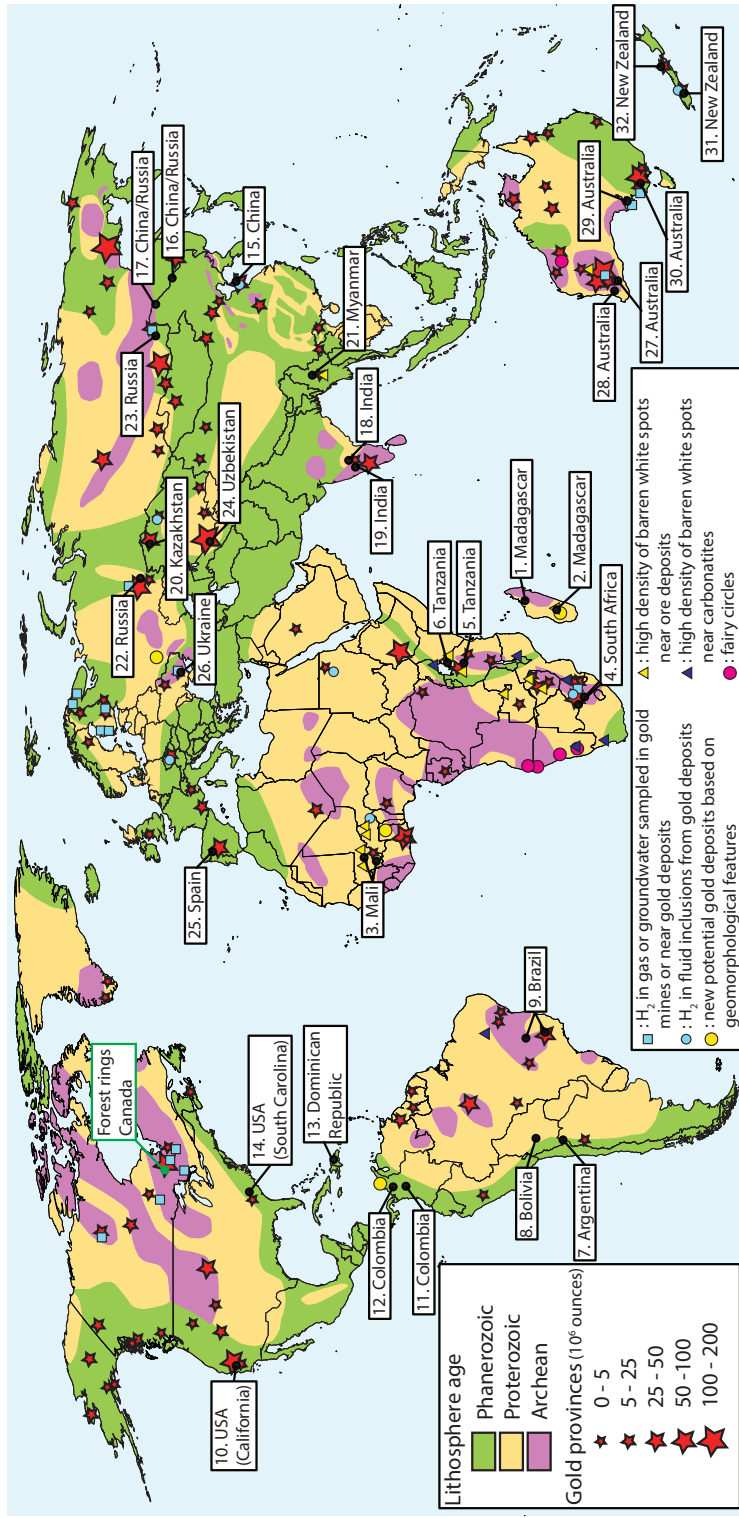 Forest rings
Canada
10. USA
(California)
14. USA
(South Carolina)
13. Dominican
Republic
12. Colombia
11. Colombia
8. Bolivia
7. Argentina
9. Brazil
25. Spain
3. Mali
22. Russia
26. Ukraine
20. Kazakhstan
24. Uzbekistan
23. Russia
17. China/Russia
16. China/Russia
15. China
21. Myanmar
18. India
19. India
6. Tanzania
5. Tanzania
1. Madagascar
2. Madagascar
4. South Africa
28. Australia
27. Australia
29. Australia
30. Australia
32. New Zealand
31. New Zealand
Lithosphere age
Phanerozoic
Proterozoic
Archean
Gold provinces (10⁶ ounces)
0 - 5
5 - 25
25 - 50
50 -100
100 - 200
: H₂ in gas or groundwater sampled in gold
mines or near gold deposits
: H₂ in fluid inclusions from gold deposits
: new potential gold deposits based on
geomorphological features
: high density of barren white spots
near ore deposits
: high density of barren white spots
near carbonatites
: fairy circles